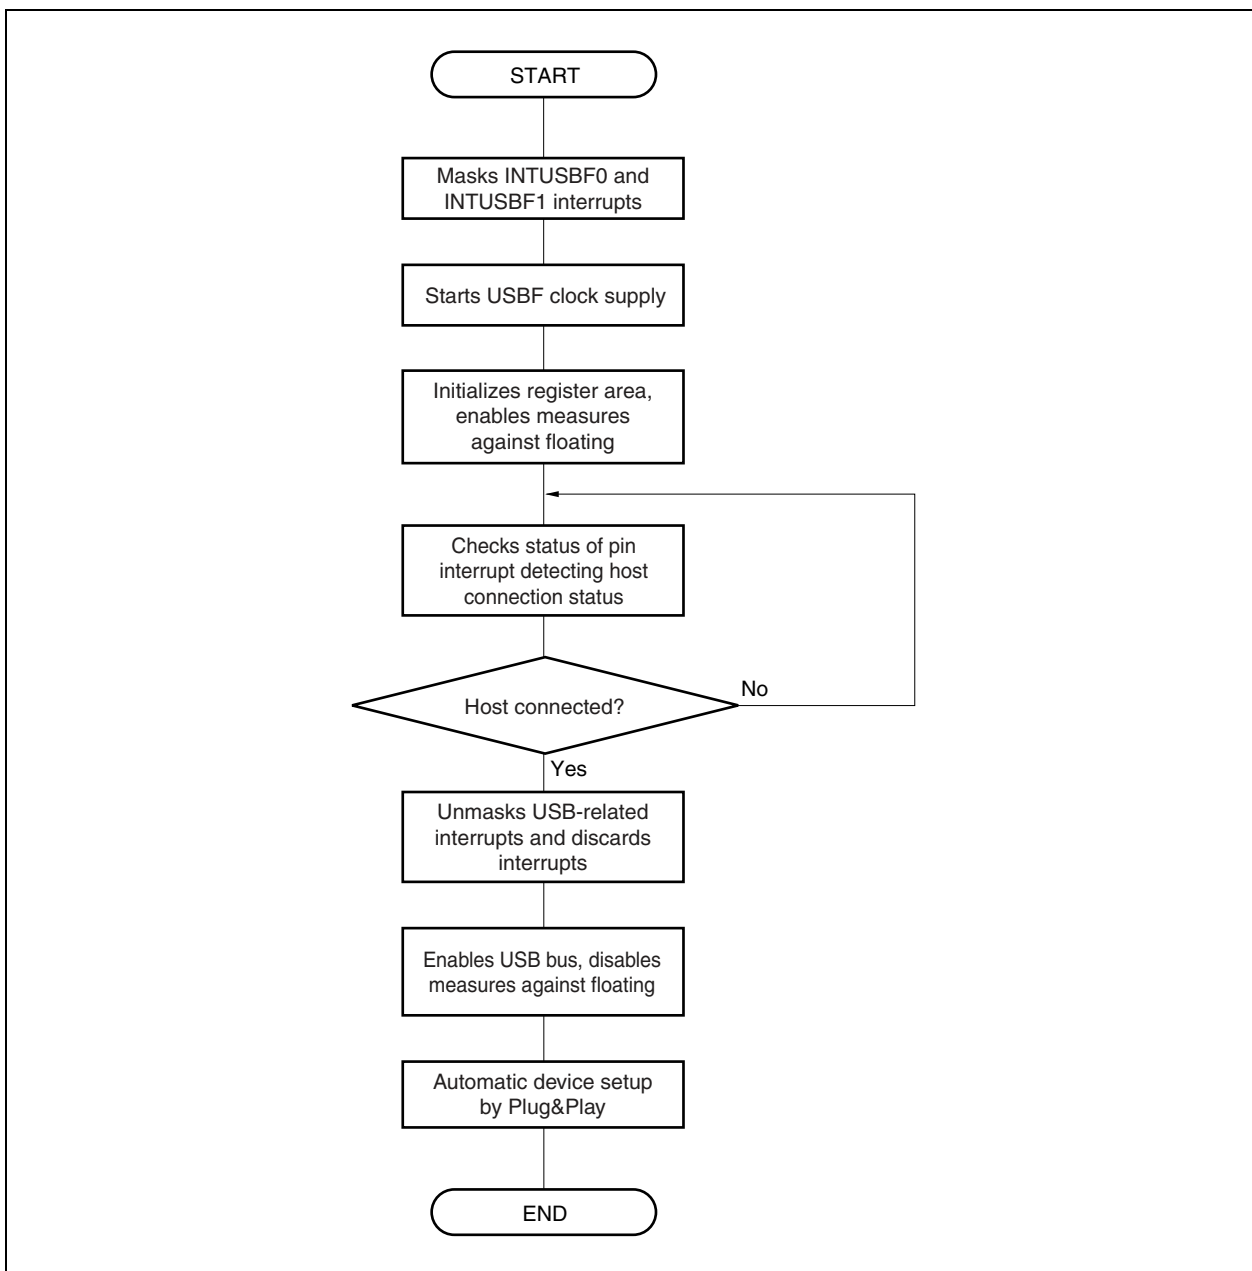 START
Masks INTUSBF0 and
INTUSBF1 interrupts
Starts USBF clock supply
Initializes register area,
enables measures
against floating
Checks status of pin
interrupt detecting host
connection status
Host connected?
No
Yes
Unmasks USB-related
interrupts and discards
interrupts
Enables USB bus, disables
measures against floating
Automatic device setup
by Plug&Play
END